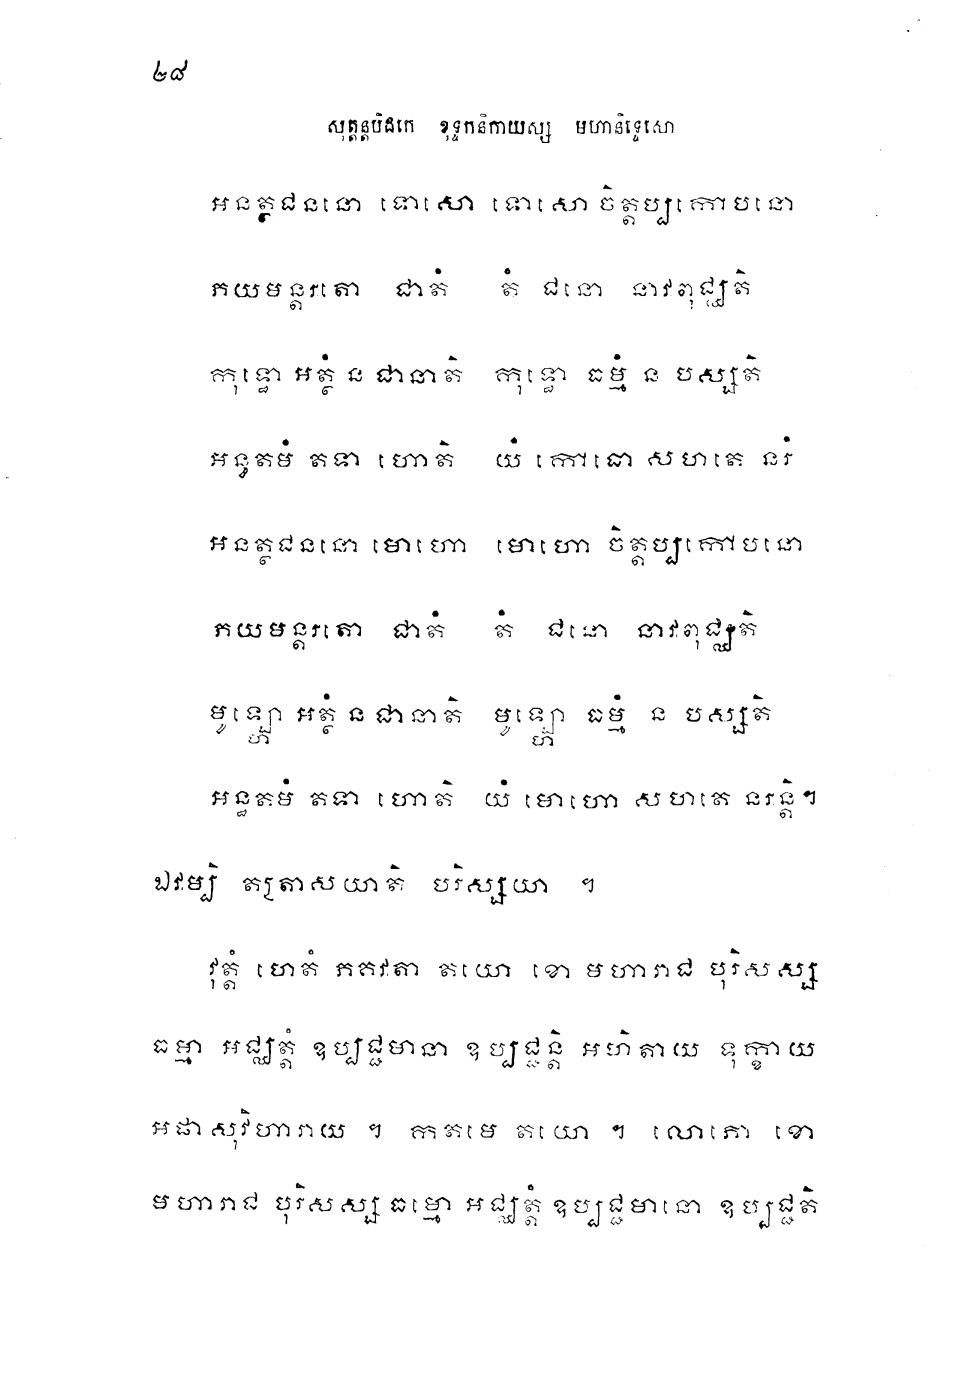 ២៨
សុត្តន្តបិដកេ ខុទ្ទកនិកាយស្ស មហានិទ្ទេសោ
អនត្ថជននោ ទោសោ ទោសោ ចិត្តប្បកោបនោ
ភយមន្តរតោ ជាតំ តំ ជនោ នាវពុជ្ឈតិ
កុទ្ធោ អត្ថំ ន ជានាតិ កុទ្ធោ ធម្មំ ន បស្សតិ
អន្ធតមំ តទា ហោតិ យំ កោធោ សហតេ នរំ
អនត្ថជននោ មោហោ មោហោ ចិត្តប្បកោបនោ
ភយមន្តរតោ ជាតំ តំ ជនោ នាវពុជ្ឈតិ
មូឡ្ហោ អត្ថំ ន ជានាតិ មូឡ្ហោ ធម្មំ ន បស្សតិ
អន្ធតមំ តទា ហោតិ យំ មោហោ សហតេ នរន្តិ។
ឯវម្បិ តត្រាសយាតិ បរិស្សយា ។
វុត្តំ ហេតំ ភគវតា តយោ ខោ មហារាជ បុរិសស្ស
ធម្មា អជ្ឈត្តំ ឧប្បជ្ជមានា ឧប្បជ្ជន្តិ អហិតាយ ទុក្ខាយ
អផាសុវិហារាយ ។ កតមេ តយោ ។ លោភោ ខោ
មហារាជ បុរិសស្ស ធម្មោ អជ្ឈត្តំ ឧប្បជ្ជមានោ ឧប្បជ្ជតិ